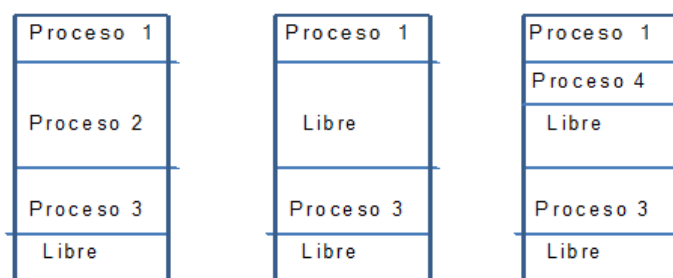 Proceso 1
Proceso 2
Proceso 3
Libre
Proceso 1
Libre
Proceso 3
Libre
Proceso 1
Proceso 4
Libre
Proceso 3
Libre